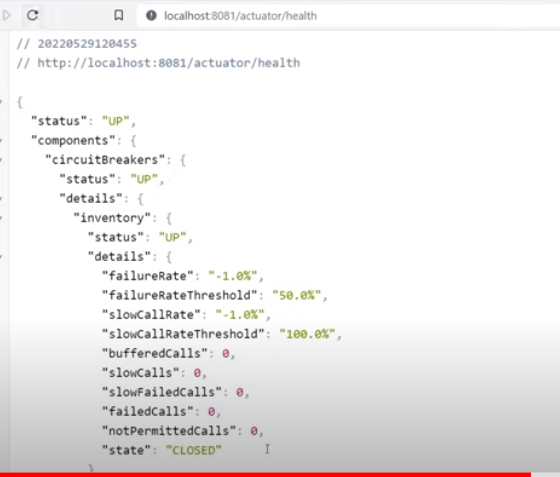 localhost:8081/actuator/health
// 20220529120455
// http://localhost:8081/actuator/health
{
"status": "UP",
"components": {
"circuitBreakers": {
"status": "UP",
"details": {
"inventory": {
"status": "UP",
"details": {
"failureRate": "-1.0%",
"failureRateThreshold": "50.0%",
"slowCallRate": "-1.0%",
"slowCallRateThreshold": "100.0%",
"bufferedCalls": 0,
"slowCalls": 0,
"slowFailedCalls": 0,
"failedCalls": 0,
"notPermittedCalls": 0,
"state": "CLOSED"
}